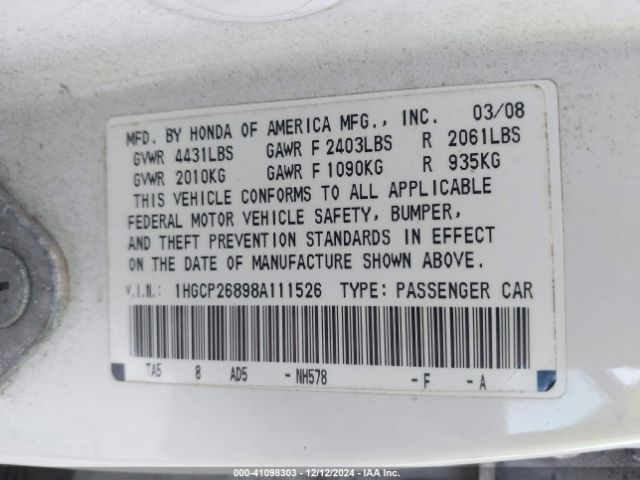 MFD. BY HONDA OF AMERICA MFG., INC. 03/08
GVWR 4431LBS GAWR F 2403LBS R 2061LBS
GVWR 2010KG GAWR F 1090KG R 935KG
THIS VEHICLE CONFORMS TO ALL APPLICABLE
FEDERAL MOTOR VEHICLE SAFETY, BUMPER,
AND THEFT PREVENTION STANDARDS IN EFFECT
ON THE DATE OF MANUFACTURE SHOWN ABOVE.
V.I.N.: 1HGCP26898A111526 TYPE: PASSENGER CAR
TA5 8 AD5 - NH578 - F - A
000-41098303 - 12/12/2024 - IAA Inc.